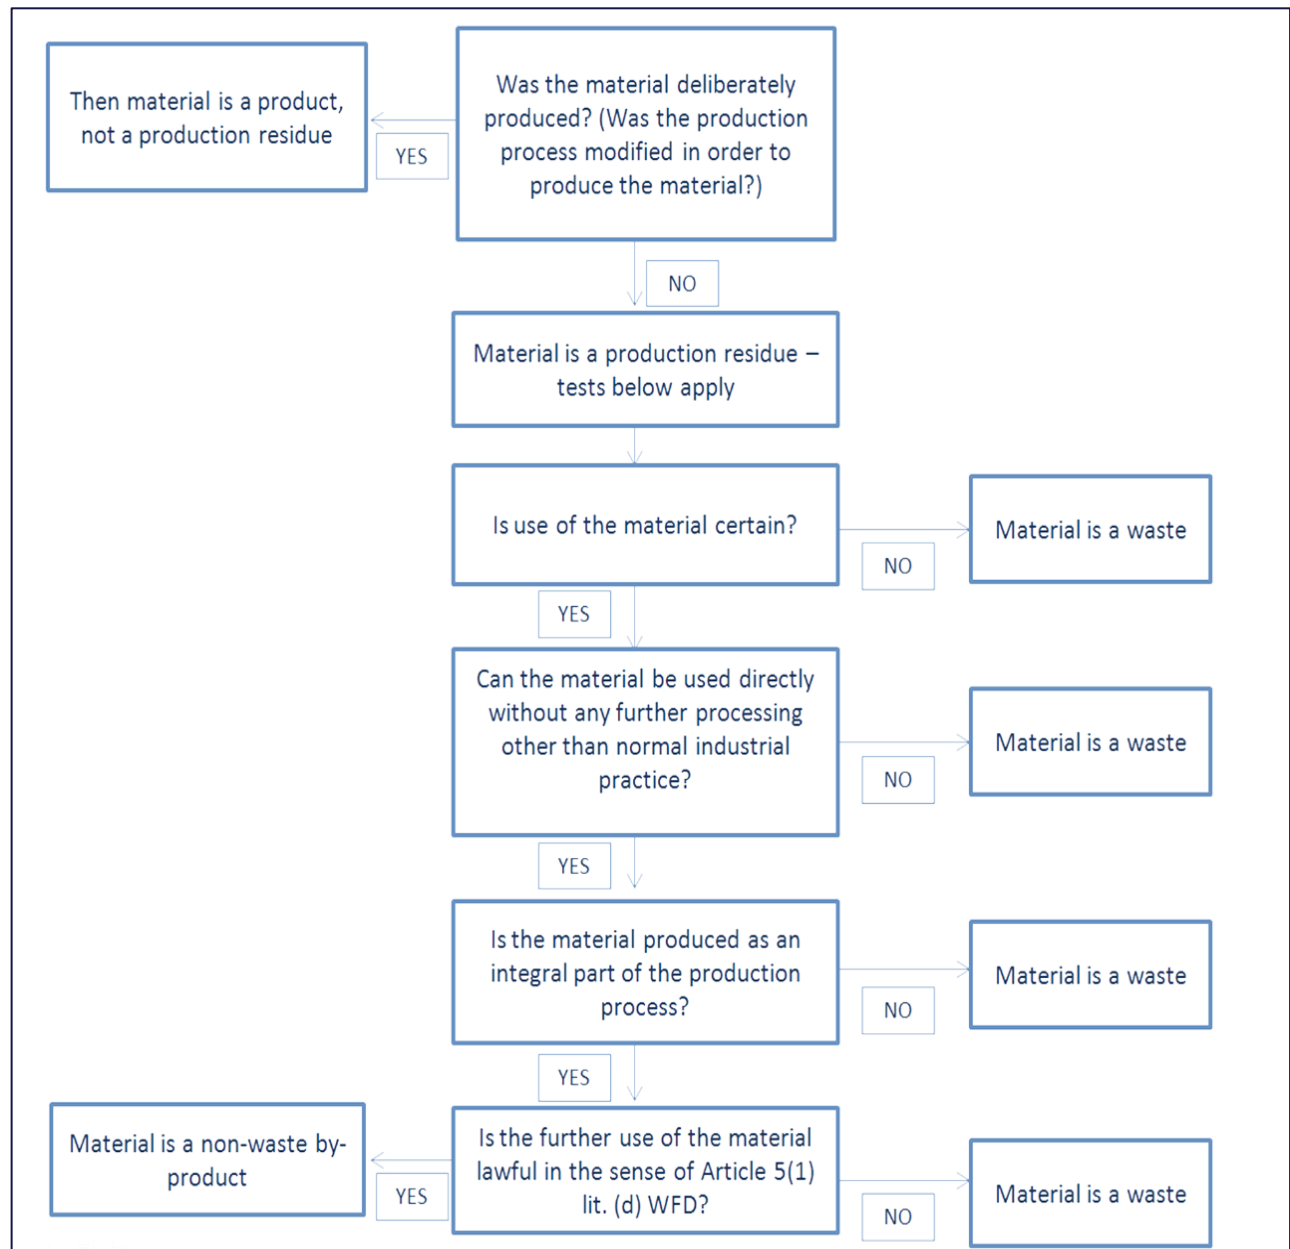 Then material is a product,
not a production residue
YES
Was the material deliberately
produced? (Was the production
process modified in order to
produce the material?)
NO
Material is a production residue –
tests below apply
Is use of the material certain?
NO
Material is a waste
YES
Can the material be used directly
without any further processing
other than normal industrial
practice?
NO
Material is a waste
YES
Is the material produced as an
integral part of the production
process?
NO
Material is a waste
YES
Material is a non-waste by-
product
YES
Is the further use of the material
lawful in the sense of Article 5(1)
lit. (d) WFD?
NO
Material is a waste